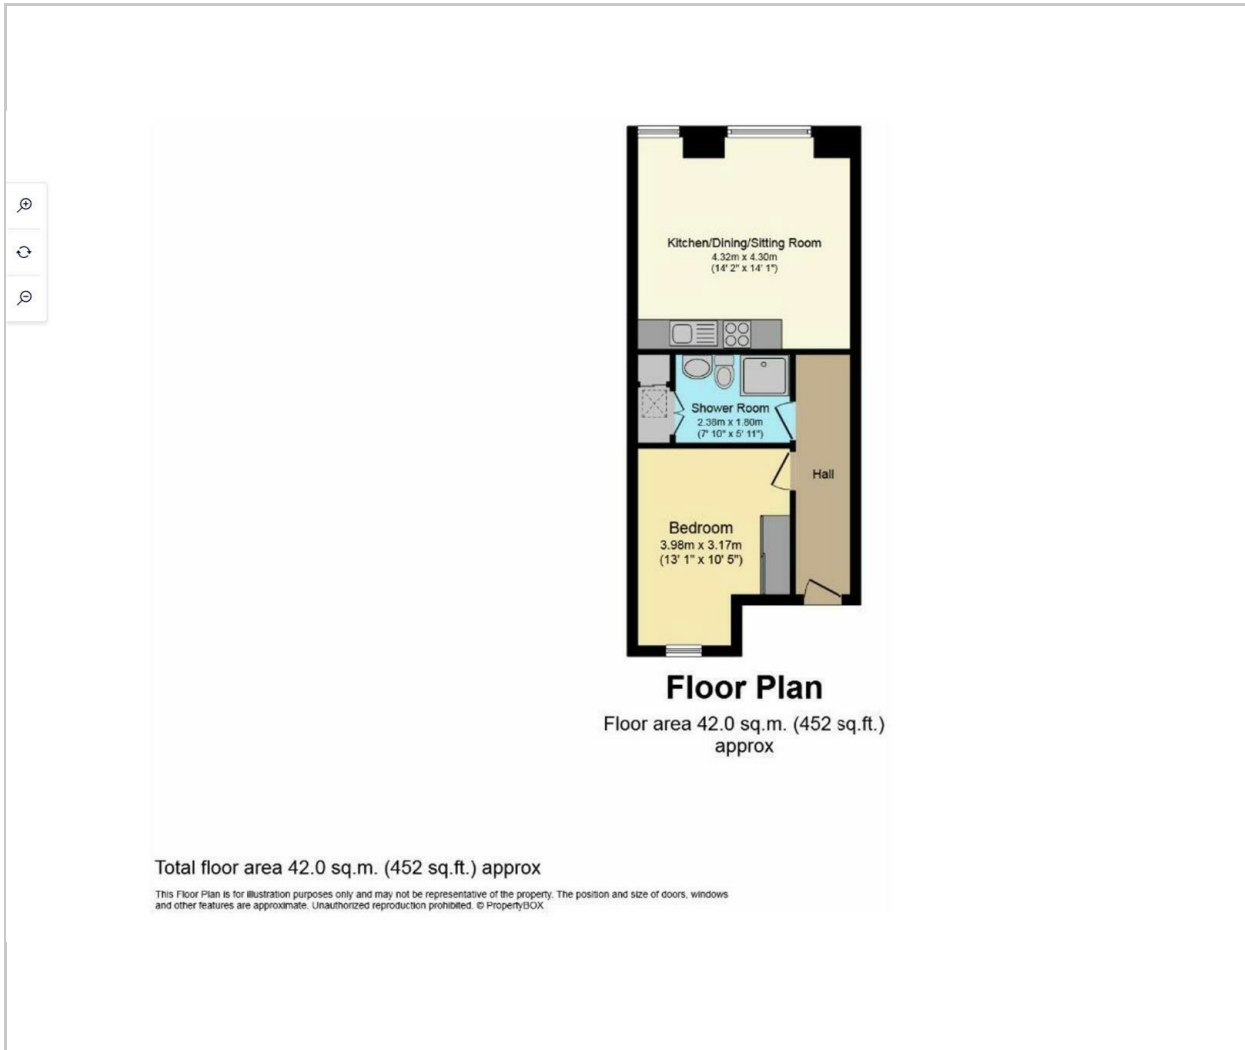 Kitchen/Dining/Sitting Room
4.32m x 4.30m
(14' 2" x 14' 1")
Shower Room
2.38m x 1.80m
(7' 10" x 5' 11")
Hall
Bedroom
3.98m x 3.17m
(13' 1" x 10' 5")
Floor Plan
Floor area 42.0 sq.m. (452 sq.ft.)
approx
Total floor area 42.0 sq.m. (452 sq.ft.) approx
This Floor Plan is for illustration purposes only and may not be representative of the property. The position and size of doors, windows
and other features are approximate. Unauthorized reproduction prohibited. © PropertyBOX